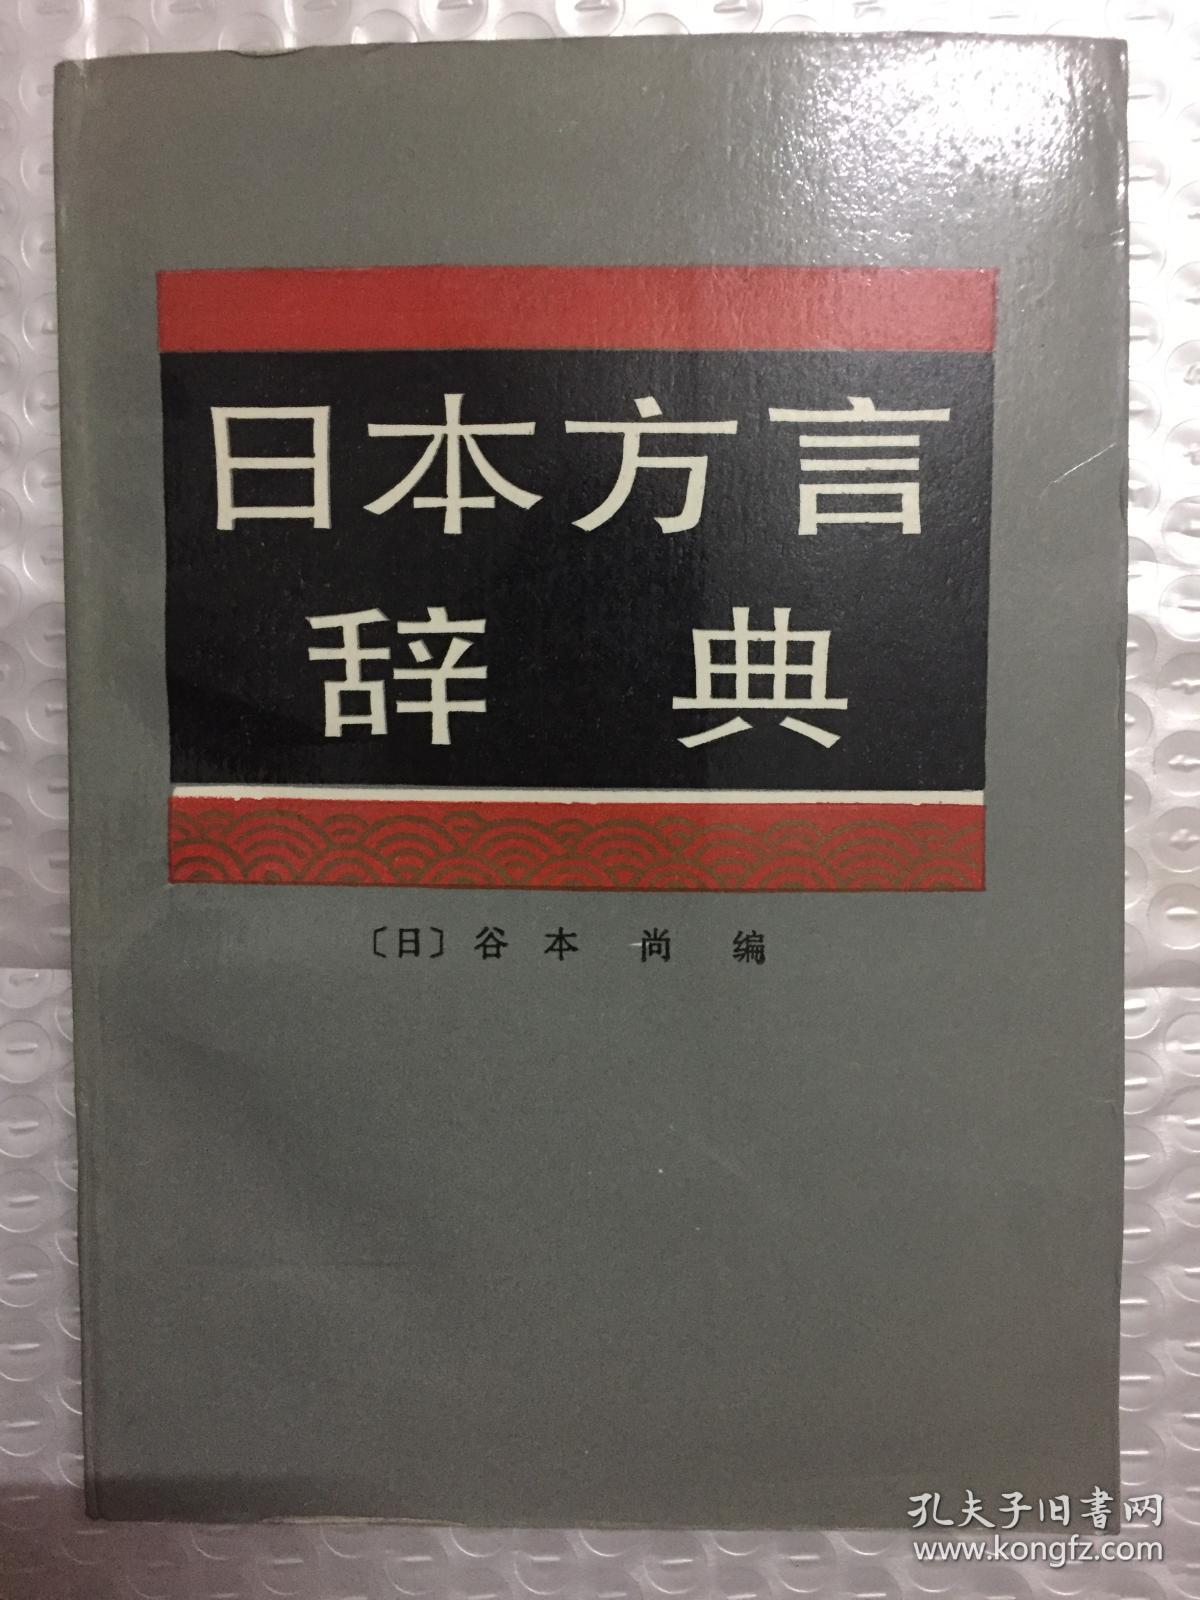 日本方言
辞典
〔日〕谷本 尚 编
孔夫子旧書网
www.kongfz.com